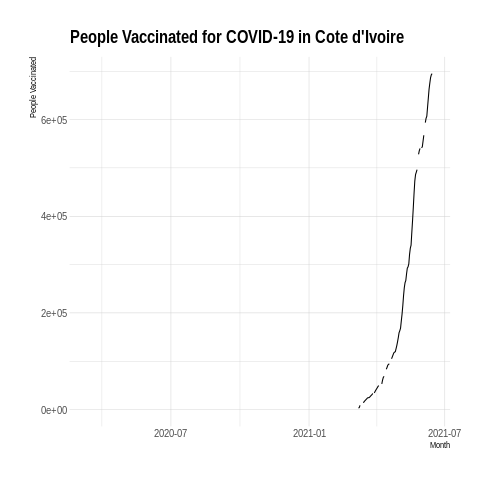 People Vaccinated for COVID-19 in Cote d'Ivoire
People Vaccinated
6e+05
4e+05
2e+05
0e+00
2020-07
2021-01
2021-07
Month